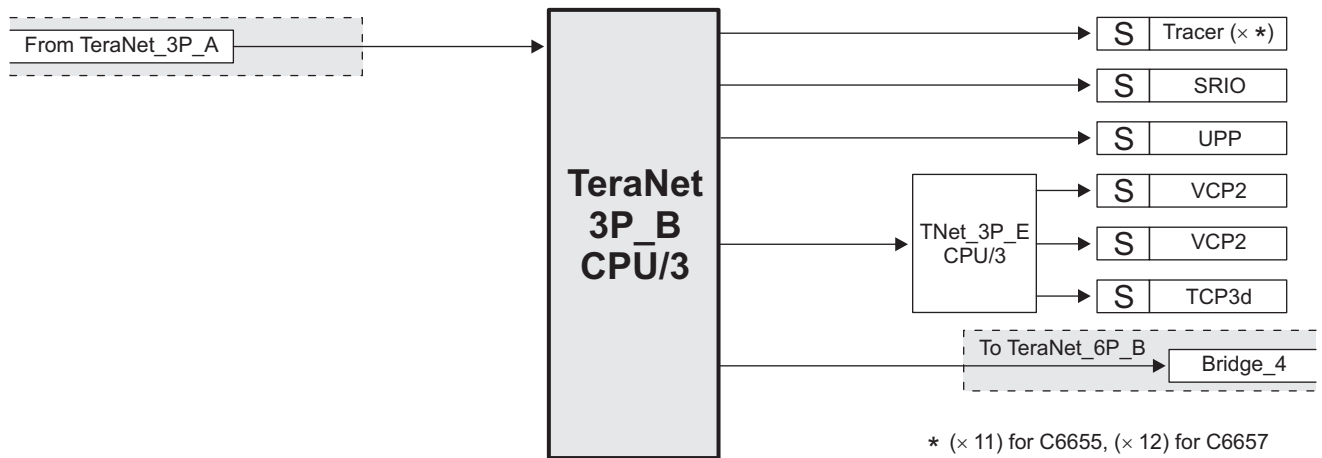 From TeraNet_3P_A
TeraNet
3P_B
CPU/3
S Tracer (× *)
S SRIO
S UPP
TNet_3P_E
CPU/3
S VCP2
S VCP2
S TCP3d
To TeraNet_6P_B
Bridge_4
* (× 11) for C6655, (× 12) for C6657